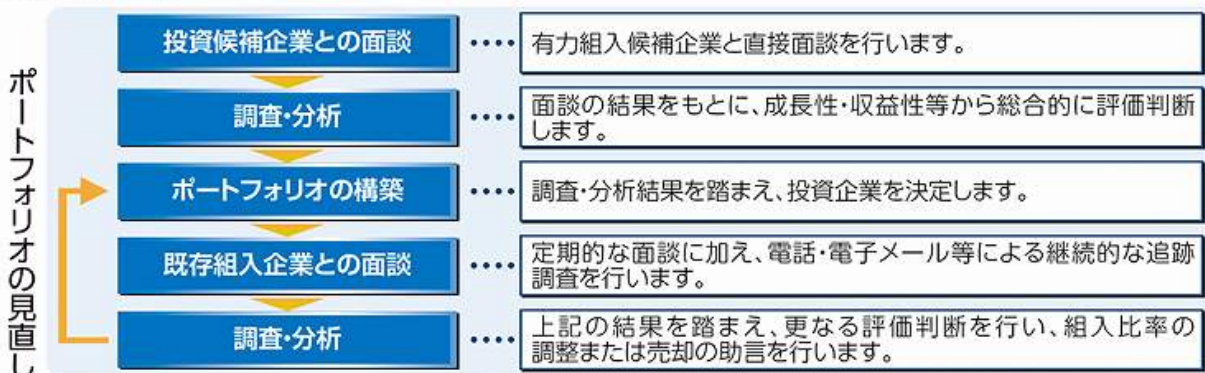 ポートフォリオの見直し
投資候補企業との面談
有力組入候補企業と直接面談を行います。
調査・分析
面談の結果をもとに、成長性・収益性等から総合的に評価判断
します。
ポートフォリオの構築
調査・分析結果を踏まえ、投資企業を決定します。
既存組入企業との面談
定期的な面談に加え、電話・電子メール等による継続的な追跡
調査を行います。
調査・分析
上記の結果を踏まえ、更なる評価判断を行い、組入比率の
調整または売却の助言を行います。